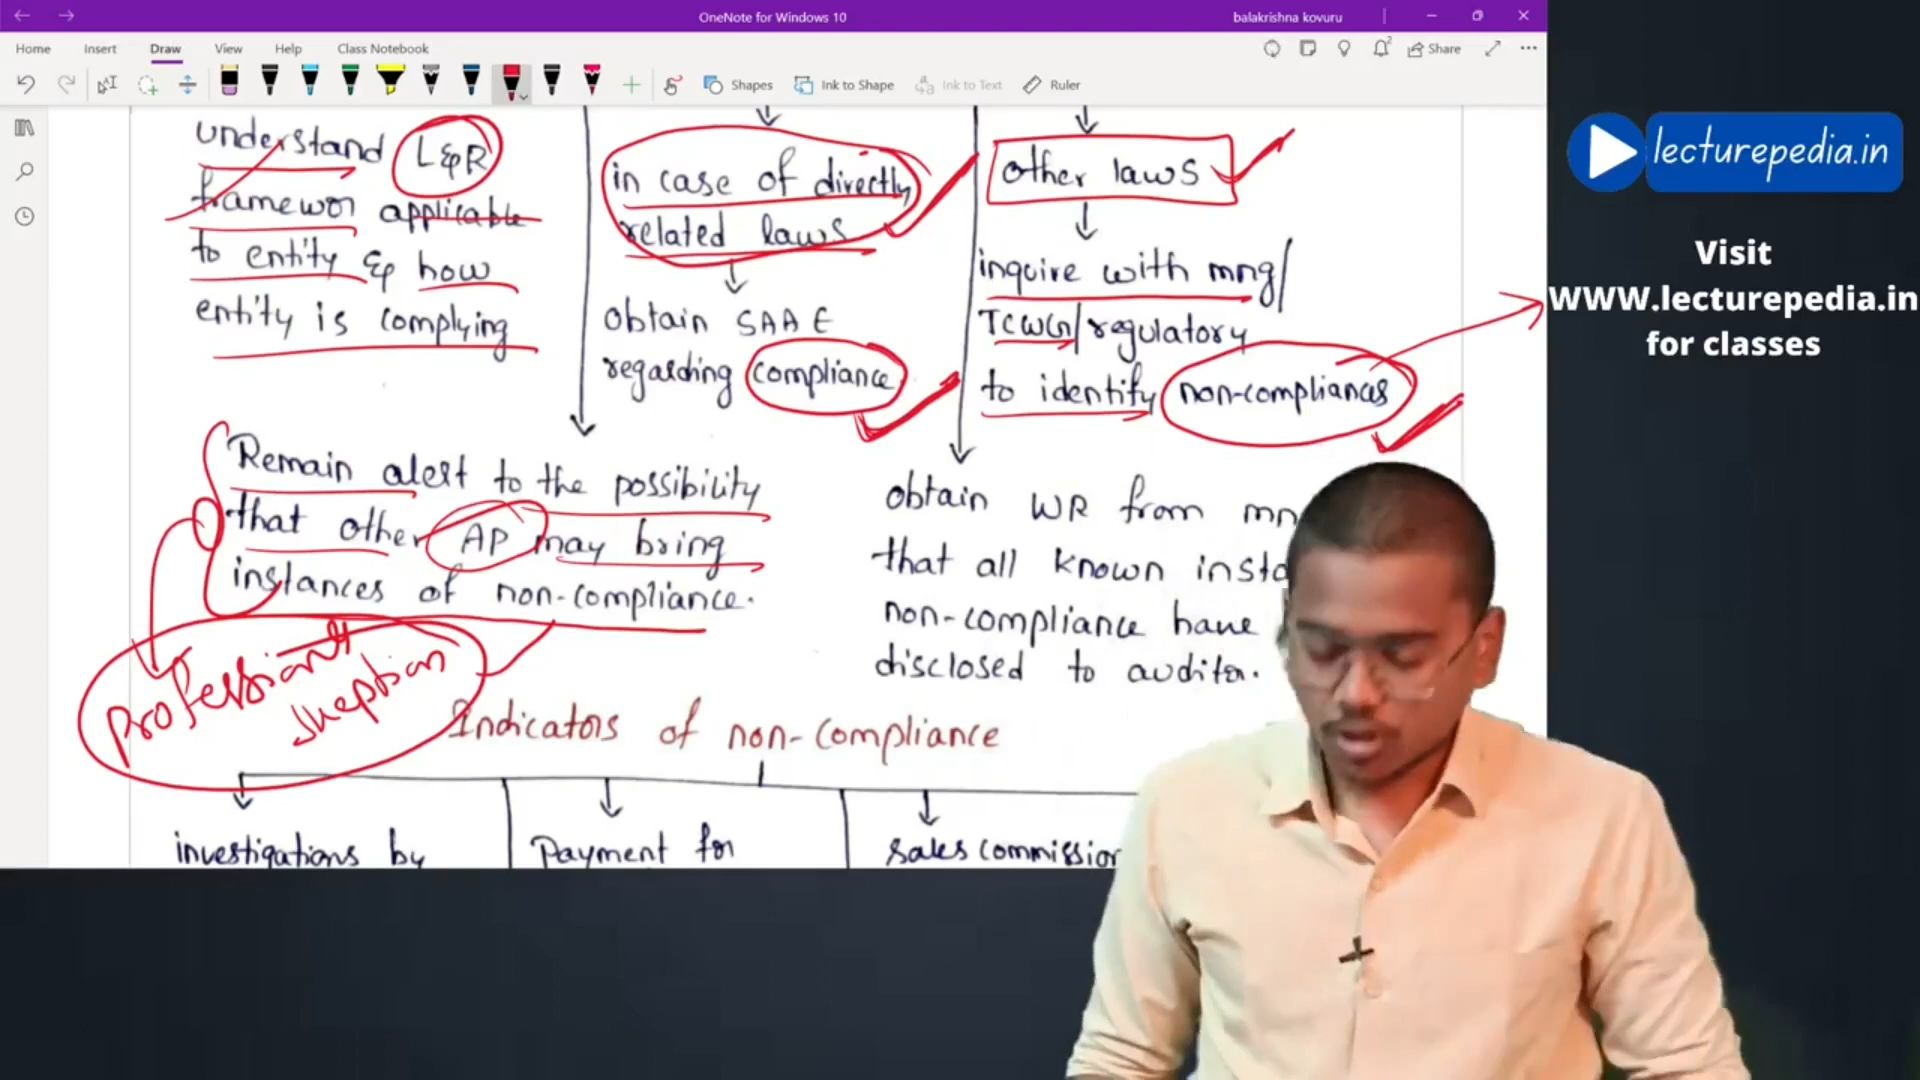 OneNote for Windows 10
balakrishna kovuru
Home Insert Draw View Help Class Notebook
Share
Shapes Ink to Shape Ink to Text Ruler
understand L&R
framewor applicable
to entity & how
entity is complying
in case of directly
related laws
obtain SAAE
regarding compliance
other laws
inquire with mng/
TCWG/regulatory
to identify non-compliances
Remain alert to the possibility
that other AP may bring
instances of non-compliance.
obtain WR from mn
that all known insta
non-compliance have
disclosed to auditor.
professional
skeption
Indicators of non-compliance
investigations by
payment for
sales commission
lecturepedia.in
Visit
WWW.lecturepedia.in
for classes